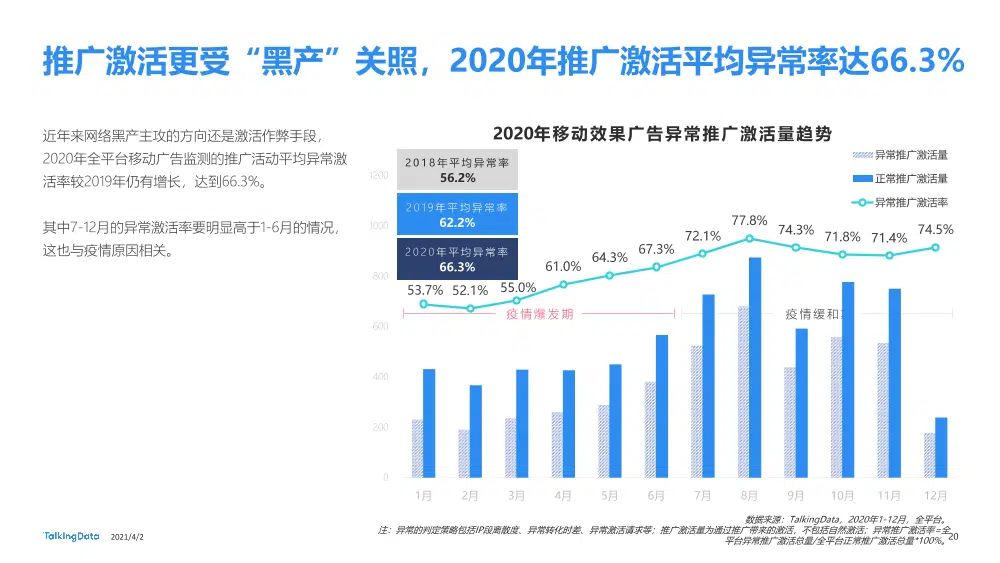 推广激活更受“黑产”关照，2020年推广激活平均异常率达66.3%
近年来网络黑产主攻的方向还是激活作弊手段，
2020年全平台移动广告监测的推广活动平均异常激
活率较2019年仍有增长，达到66.3%。
其中7-12月的异常激活率要明显高于1-6月的情况，
这也与疫情原因相关。
2020年移动效果广告异常推广激活量趋势
2018年平均异常率
56.2%
2019年平均异常率
62.2%
2020年平均异常率
66.3%
异常推广激活量
正常推广激活量
异常推广激活率
1200
1000
800
600
400
200
0
53.7%
52.1%
55.0%
61.0%
64.3%
67.3%
72.1%
77.8%
74.3%
71.8%
71.4%
74.5%
疫情爆发期
疫情缓和
1月
2月
3月
4月
5月
6月
7月
8月
9月
10月
11月
12月
数据来源：TalkingData，2020年1-12月，全平台。
注：异常的判定策略包括IP段离散度、异常转化时差、异常激活请求等；推广激活量为通过推广带来的激活，不包括自然激活；异常推广激活率=全
平台异常推广激活总量/全平台正常推广激活总量*100%。
TalkingData
2021/4/2
20